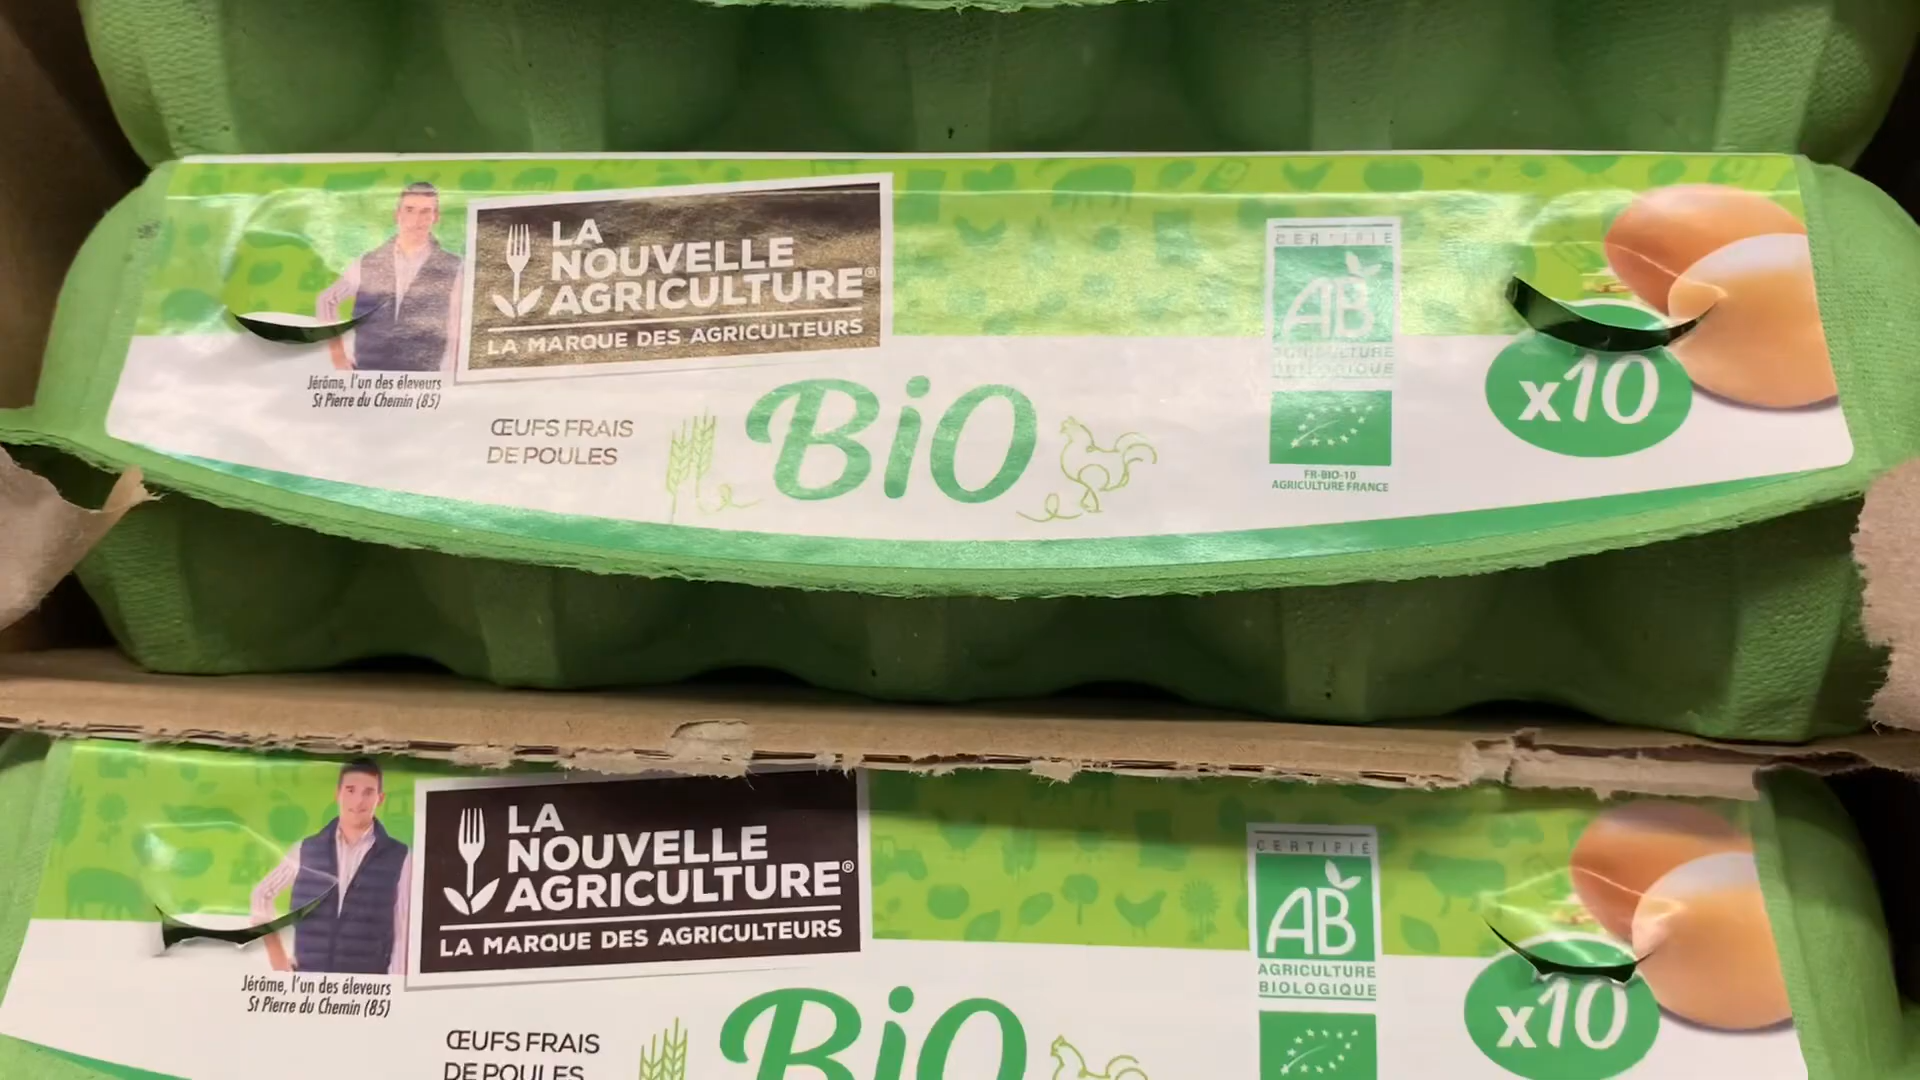 LA
NOUVELLE
AGRICULTURE®
LA MARQUE DES AGRICULTEURS
Jérôme, l'un des éleveurs
St Pierre du Chemin (85)
ŒUFS FRAIS
DE POULES
BiO
CERTIFIÉ
AB
AGRICULTURE
BIOLOGIQUE
FR-BIO-10
AGRICULTURE FRANCE
x10
LA
NOUVELLE
AGRICULTURE®
LA MARQUE DES AGRICULTEURS
Jérôme, l'un des éleveurs
St Pierre du Chemin (85)
ŒUFS FRAIS
DE POULES
BiO
CERTIFIÉ
AB
AGRICULTURE
BIOLOGIQUE
x10